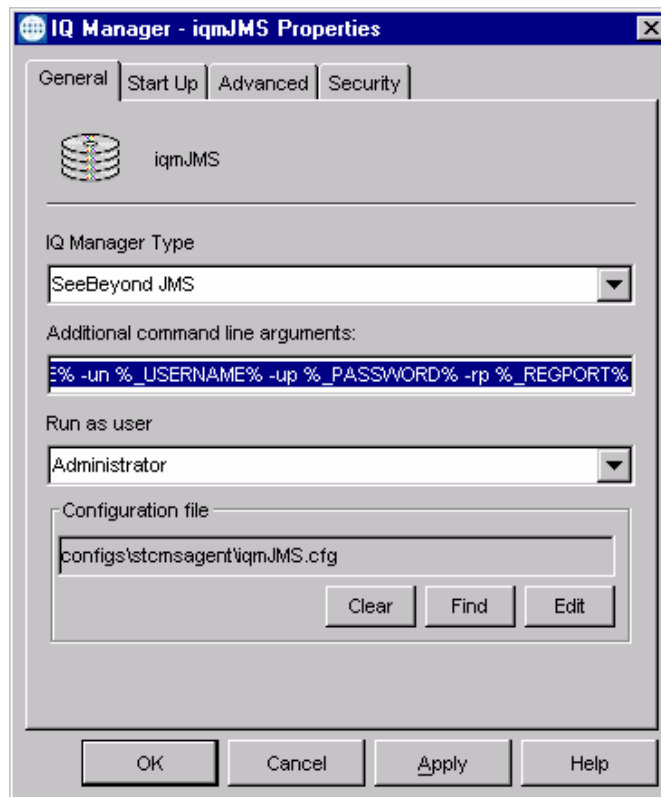 IQ Manager - iqmJMS Properties
General Start Up Advanced Security
iqmJMS
IQ Manager Type
SeeBeyond JMS
Additional command line arguments:
E% -un %_USERNAME% -up %_PASSWORD% -rp %_REGPORT%
Run as user
Administrator
Configuration file
configs\stcmsagent\iqmJMS.cfg
Clear Find Edit
OK Cancel Apply Help